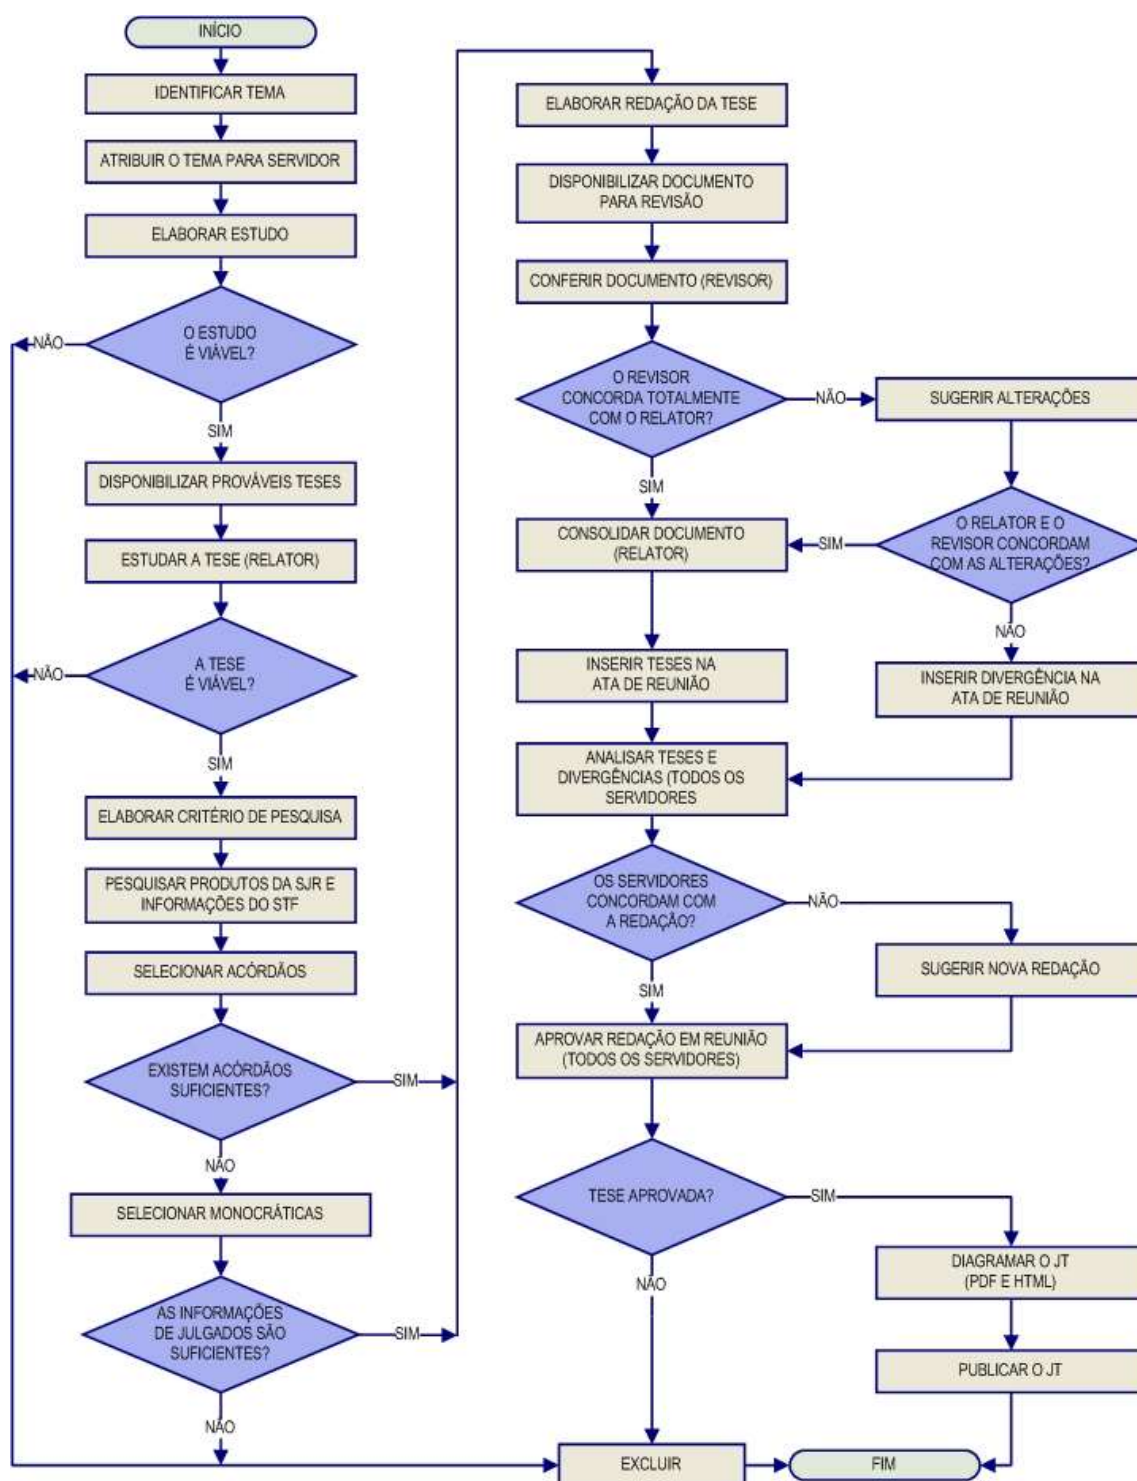 INÍCIO
IDENTIFICAR TEMA
ATRIBUIR O TEMA PARA SERVIDOR
ELABORAR ESTUDO
O ESTUDO
É VIÁVEL?
NÃO
SIM
DISPONIBILIZAR PROVÁVEIS TESES
ESTUDAR A TESE (RELATOR)
A TESE
É VIÁVEL?
NÃO
SIM
ELABORAR CRITÉRIO DE PESQUISA
PESQUISAR PRODUTOS DA SJR E
INFORMAÇÕES DO STF
SELECIONAR ACÓRDÃOS
EXISTEM ACÓRDÃOS
SUFICIENTES?
SIM
NÃO
SELECIONAR MONOCRÁTICAS
AS INFORMAÇÕES
DE JULGADOS SÃO
SUFICIENTES?
SIM
NÃO
ELABORAR REDAÇÃO DA TESE
DISPONIBILIZAR DOCUMENTO
PARA REVISÃO
CONFERIR DOCUMENTO (REVISOR)
O REVISOR
CONCORDA TOTALMENTE
COM O RELATOR?
NÃO
SUGERIR ALTERAÇÕES
SIM
CONSOLIDAR DOCUMENTO
(RELATOR)
SIM
O RELATOR E O
REVISOR CONCORDAM
COM AS ALTERAÇÕES?
NÃO
INSERIR TESES NA
ATA DE REUNIÃO
INSERIR DIVERGÊNCIA NA
ATA DE REUNIÃO
ANALISAR TESES E
DIVERGÊNCIAS (TODOS OS
SERVIDORES
OS SERVIDORES
CONCORDAM COM
A REDAÇÃO?
NÃO
SUGERIR NOVA REDAÇÃO
SIM
APROVAR REDAÇÃO EM REUNIÃO
(TODOS OS SERVIDORES)
TESE APROVADA?
SIM
NÃO
DIAGRAMAR O JT
(PDF E HTML)
PUBLICAR O JT
EXCLUIR
FIM